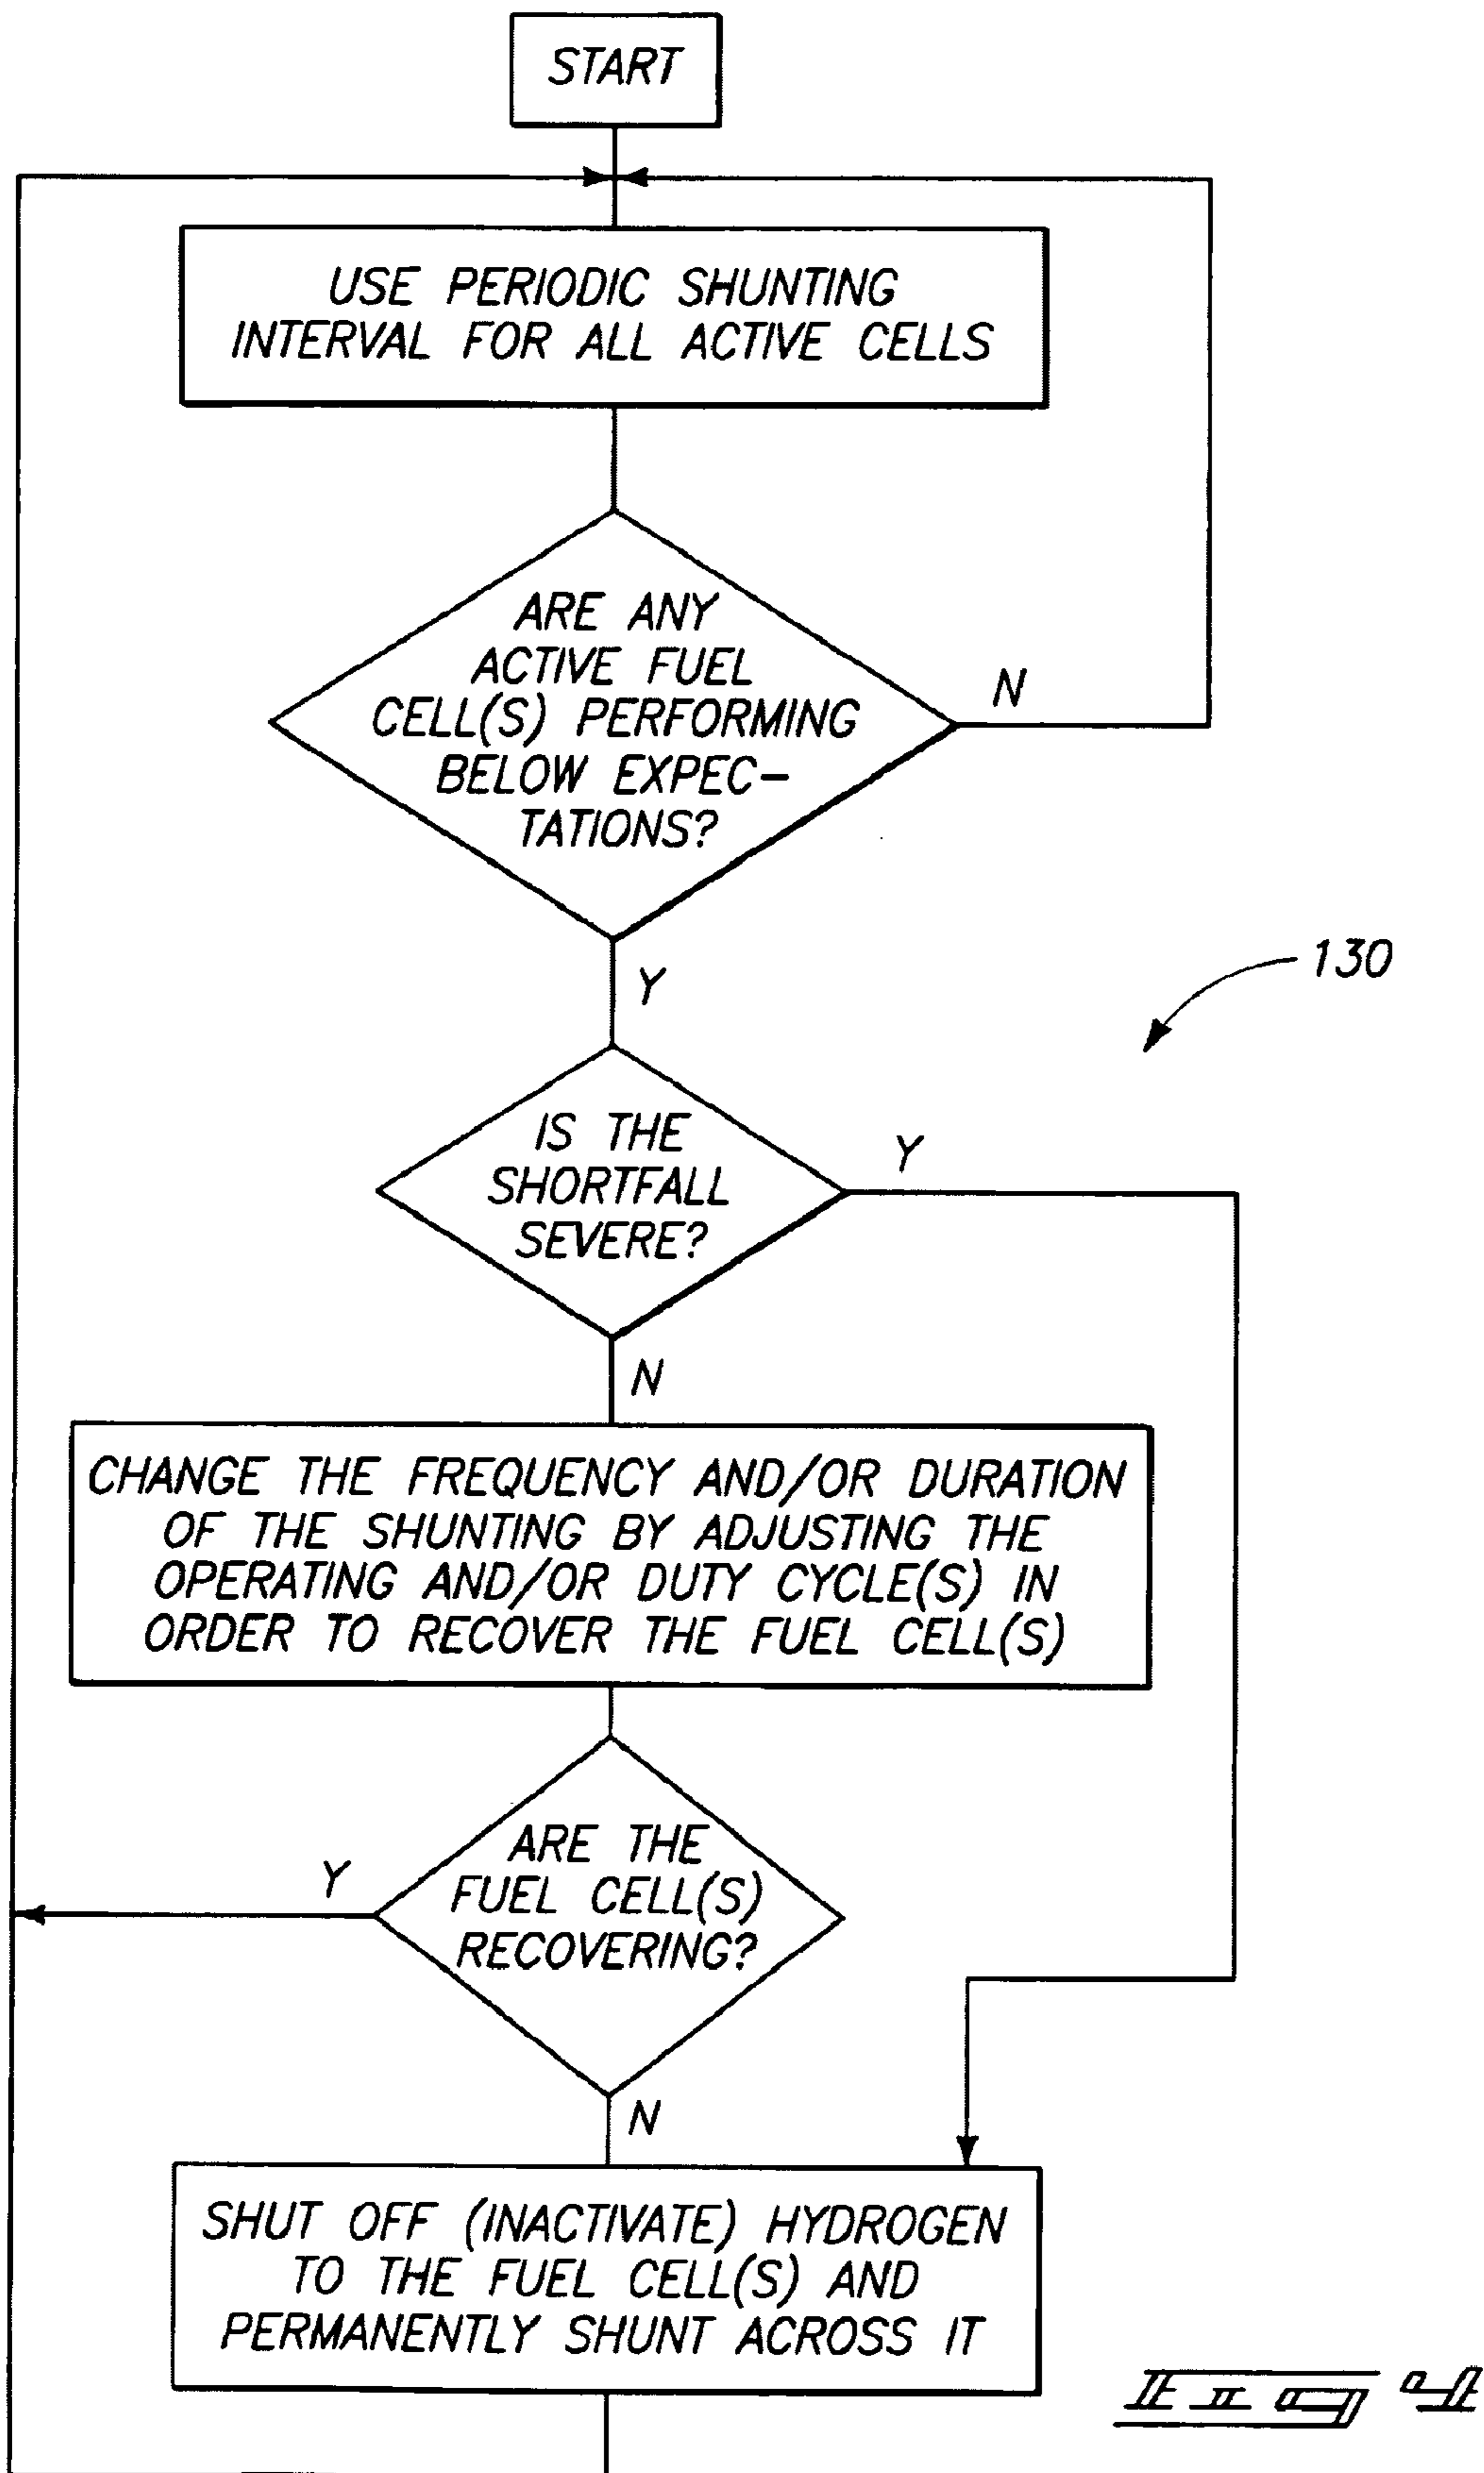 START
USE PERIODIC SHUNTING
INTERVAL FOR ALL ACTIVE CELLS
ARE ANY
ACTIVE FUEL
CELL(S) PERFORMING
BELOW EXPEC-
TATIONS?
N
Y
130
IS THE
SHORTFALL
SEVERE?
Y
N
CHANGE THE FREQUENCY AND/OR DURATION
OF THE SHUNTING BY ADJUSTING THE
OPERATING AND/OR DUTY CYCLE(S) IN
ORDER TO RECOVER THE FUEL CELL(S)
ARE THE
FUEL CELL(S)
RECOVERING?
Y
N
SHUT OFF (INACTIVATE) HYDROGEN
TO THE FUEL CELL(S) AND
PERMANENTLY SHUNT ACROSS IT
FIG 4